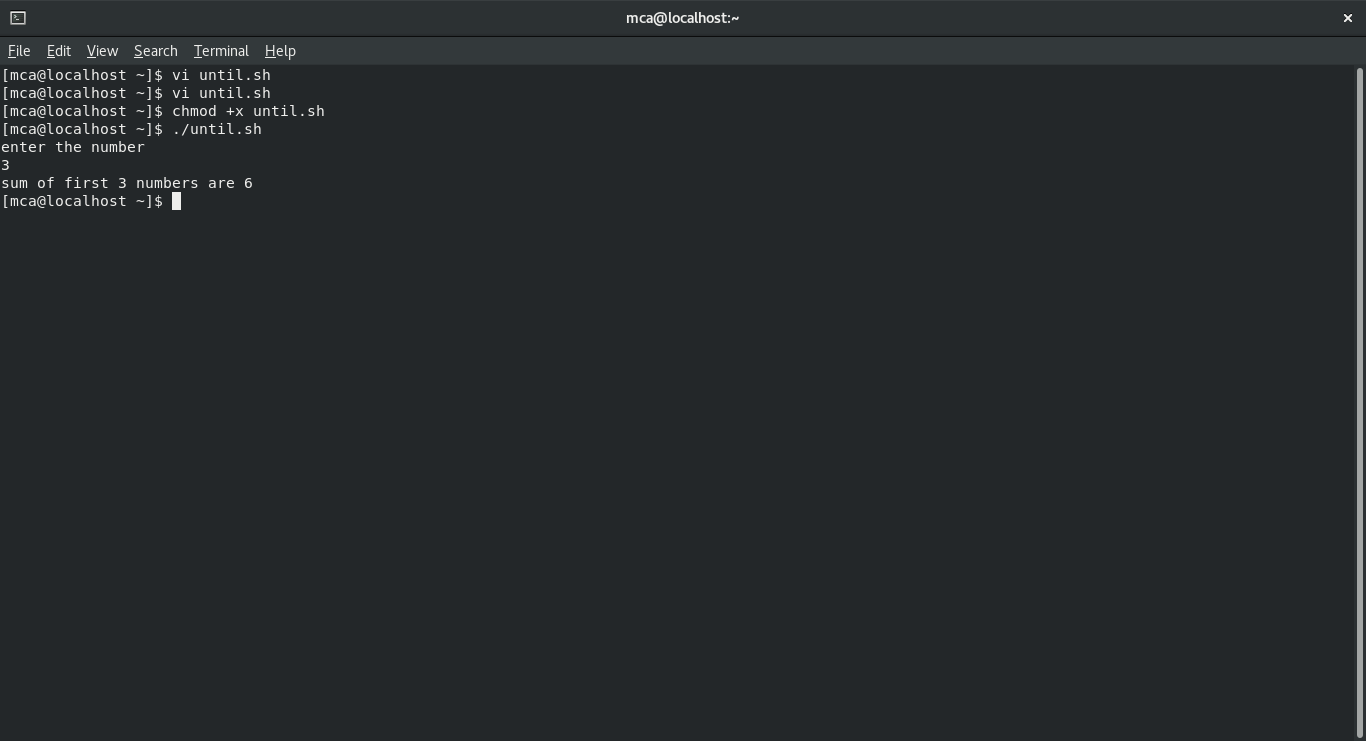 mca@localhost:~
File Edit View Search Terminal Help
[mca@localhost ~]$ vi until.sh
[mca@localhost ~]$ vi until.sh
[mca@localhost ~]$ chmod +x until.sh
[mca@localhost ~]$ ./until.sh
enter the number
3
sum of first 3 numbers are 6
[mca@localhost ~]$